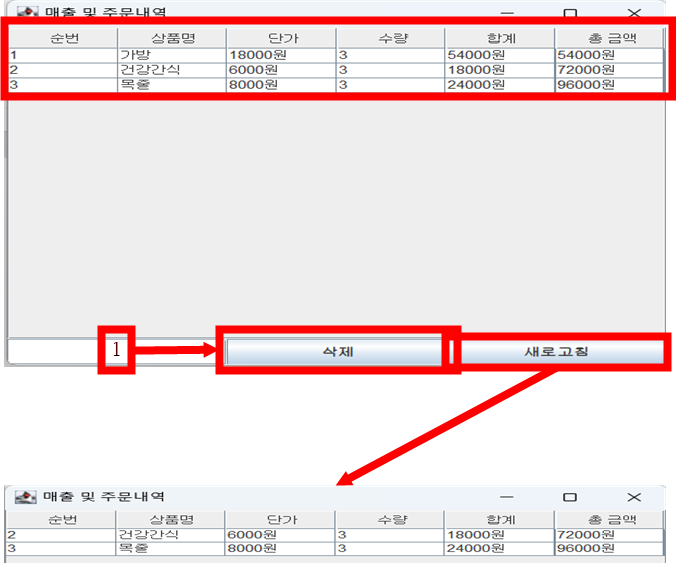 매출 및 주문내역
순번 상품명 단가 수량 합계 총 금액
1 가방 18000원 3 54000원 54000원
2 건강간식 6000원 3 18000원 72000원
3 목줄 8000원 3 24000원 96000원
1 삭제 새로고침
매출 및 주문내역
순번 상품명 단가 수량 합계 총 금액
2 건강간식 6000원 3 18000원 72000원
3 목줄 8000원 3 24000원 96000원